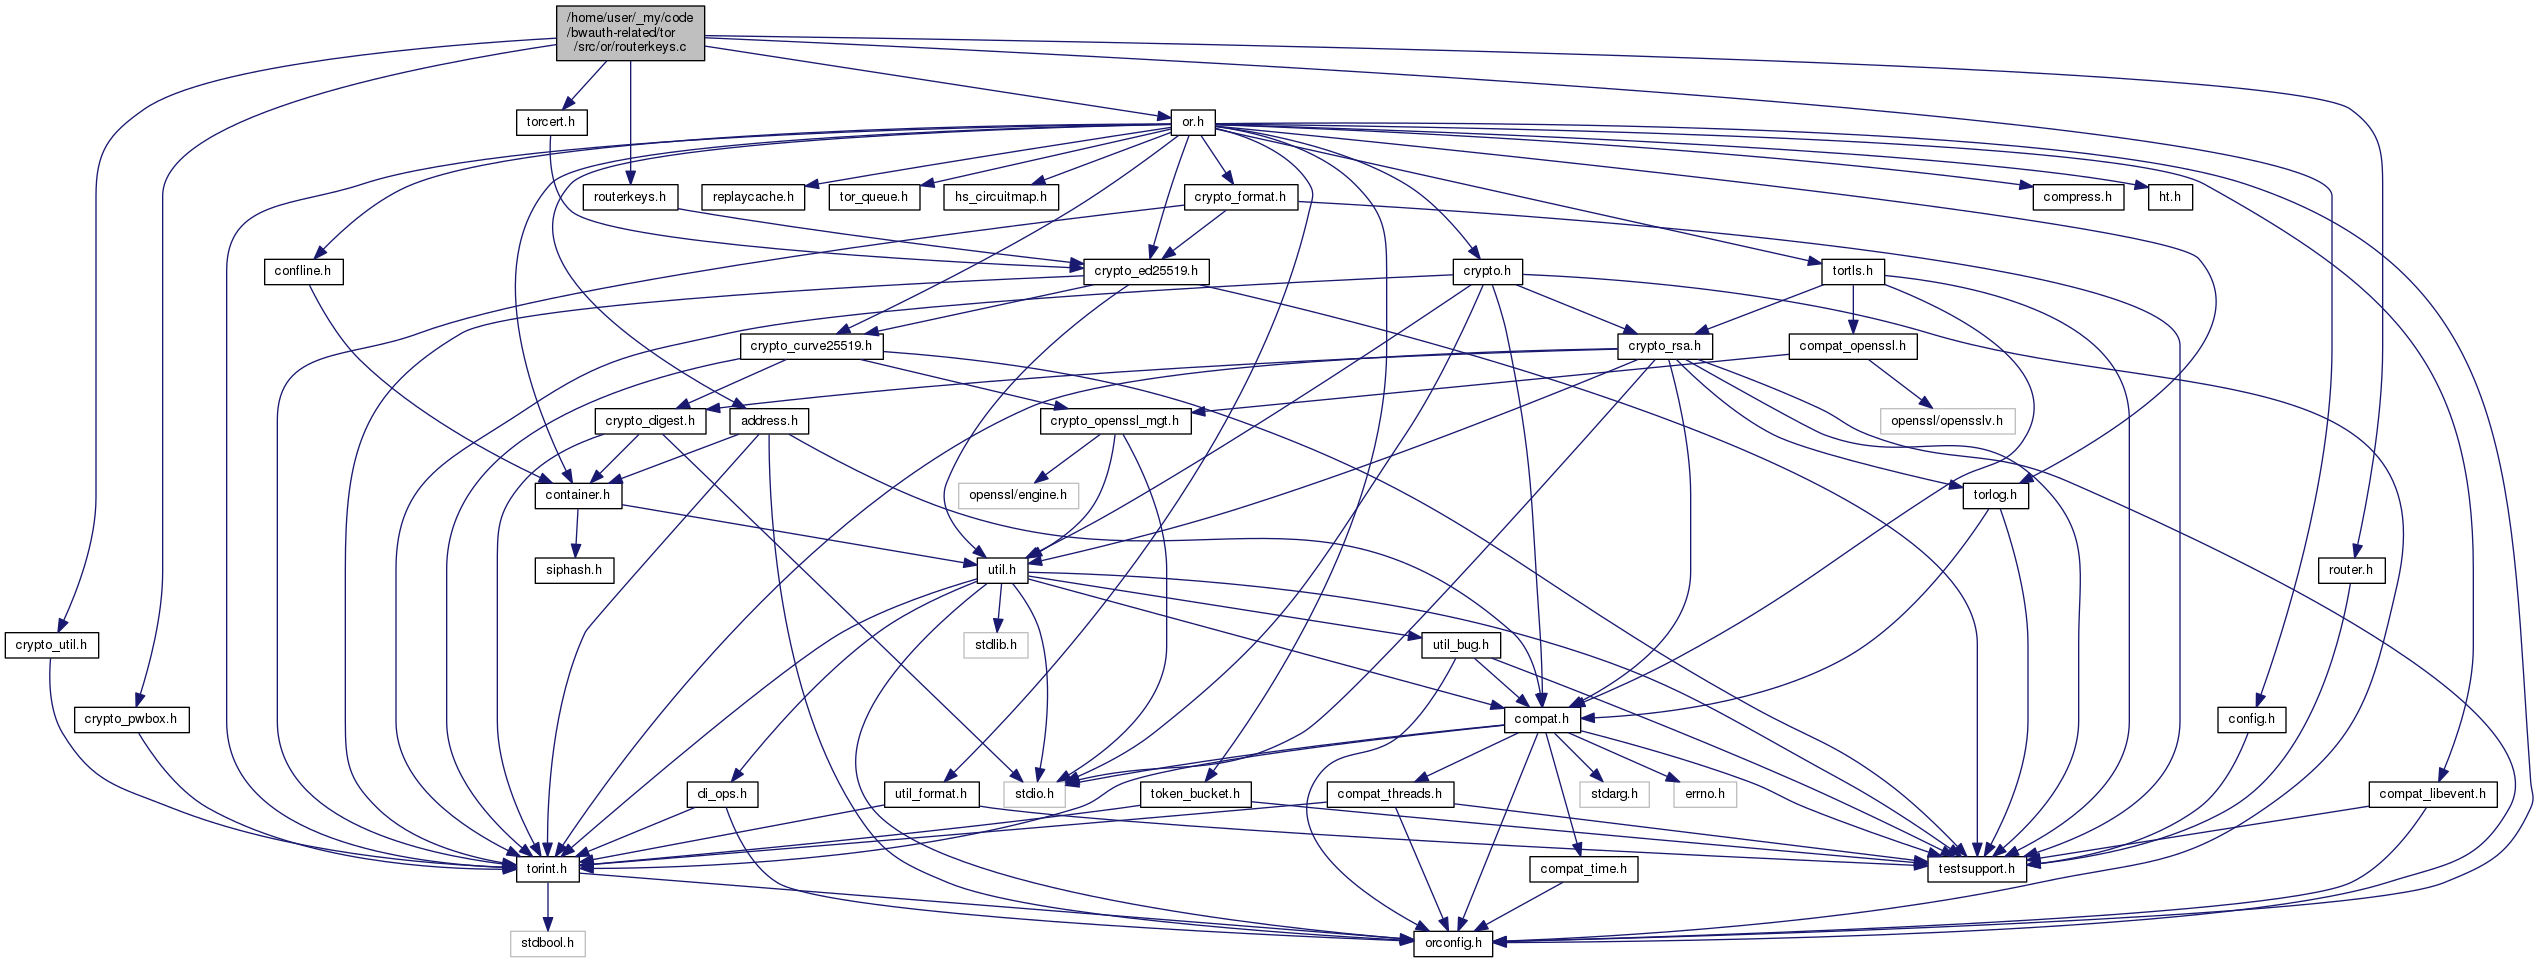 /home/user/_my/code
/bwauth-related/tor
/src/or/routerkeys.c
torcert.h
or.h
routerkeys.h
replaycache.h
tor_queue.h
hs_circuitmap.h
crypto_format.h
compress.h
ht.h
confline.h
crypto_ed25519.h
crypto.h
tortls.h
crypto_curve25519.h
crypto_rsa.h
compat_openssl.h
crypto_digest.h
address.h
crypto_openssl_mgt.h
openssl/opensslv.h
container.h
openssl/engine.h
torlog.h
siphash.h
util.h
router.h
crypto_util.h
stdlib.h
util_bug.h
crypto_pwbox.h
compat.h
config.h
di_ops.h
util_format.h
stdio.h
token_bucket.h
compat_threads.h
stdarg.h
errno.h
compat_libevent.h
torint.h
compat_time.h
testsupport.h
stdbool.h
orconfig.h